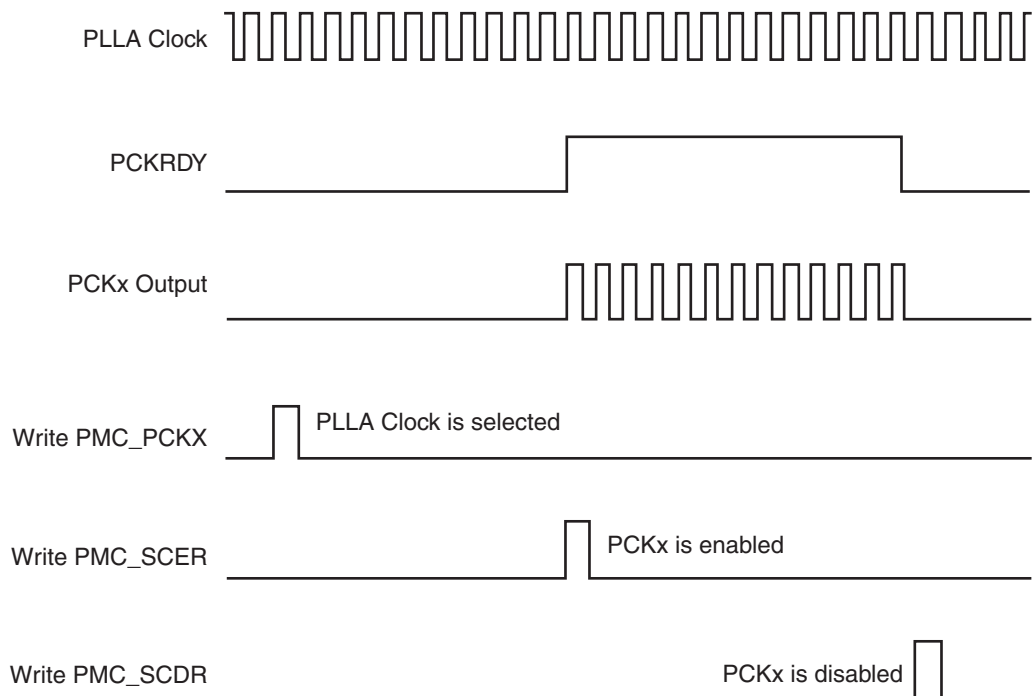 PLLA Clock
PCKRDY
PCKx Output
Write PMC_PCKX
PLLA Clock is selected
Write PMC_SCER
PCKx is enabled
Write PMC_SCDR
PCKx is disabled